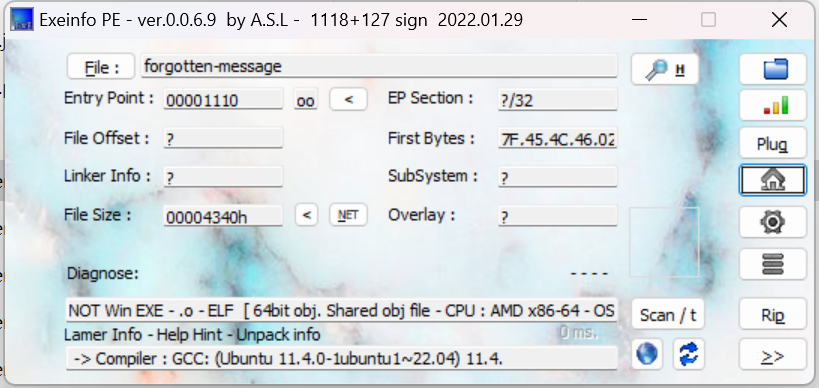 Exeinfo PE - ver.0.0.6.9 by A.S.L - 1118+127 sign 2022.01.29
File : forgotten-message H
Entry Point : 00001110 oo < EP Section : ?/32
File Offset : ? First Bytes : 7F.45.4C.46.02
Plug
Linker Info : ? SubSystem : ?
File Size : 00004340h < NET Overlay : ?
Diagnose: - - - -
NOT Win EXE - .o - ELF [ 64bit obj. Shared obj file - CPU : AMD x86-64 - OS Scan / t Rip
Lamer Info - Help Hint - Unpack info 0 ms.
-> Compiler : GCC: (Ubuntu 11.4.0-1ubuntu1~22.04) 11.4. >>